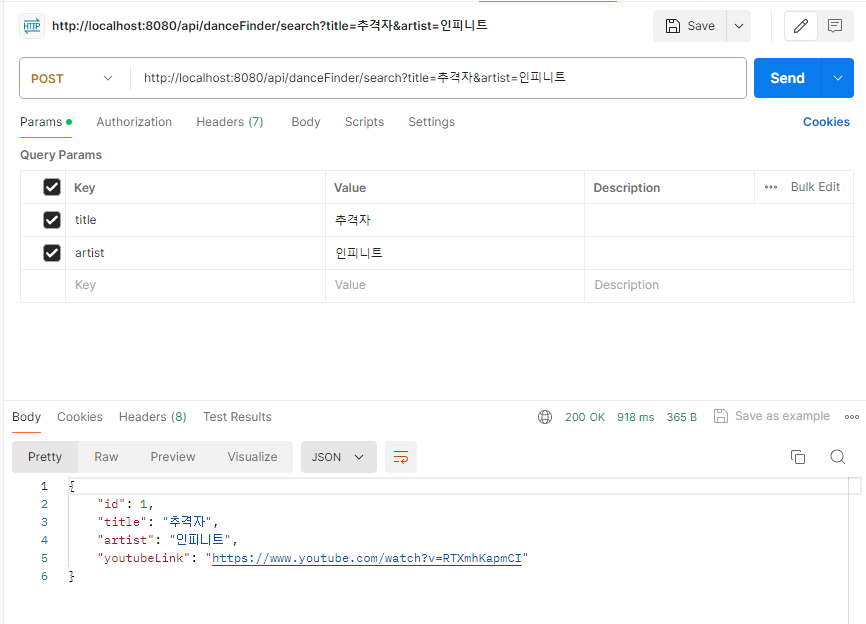 HTTP http://localhost:8080/api/danceFinder/search?title=추격자&artist=인피니트 Save
POST http://localhost:8080/api/danceFinder/search?title=추격자&artist=인피니트 Send
Params Authorization Headers (7) Body Scripts Settings Cookies
Query Params
Key Value Description Bulk Edit
title 추격자
artist 인피니트
Key Value Description
Body Cookies Headers (8) Test Results 200 OK 918 ms 365 B Save as example
Pretty Raw Preview Visualize JSON
1 {
2 "id": 1,
3 "title": "추격자",
4 "artist": "인피니트",
5 "youtubeLink": "https://www.youtube.com/watch?v=RTXmhKapmCI"
6 }